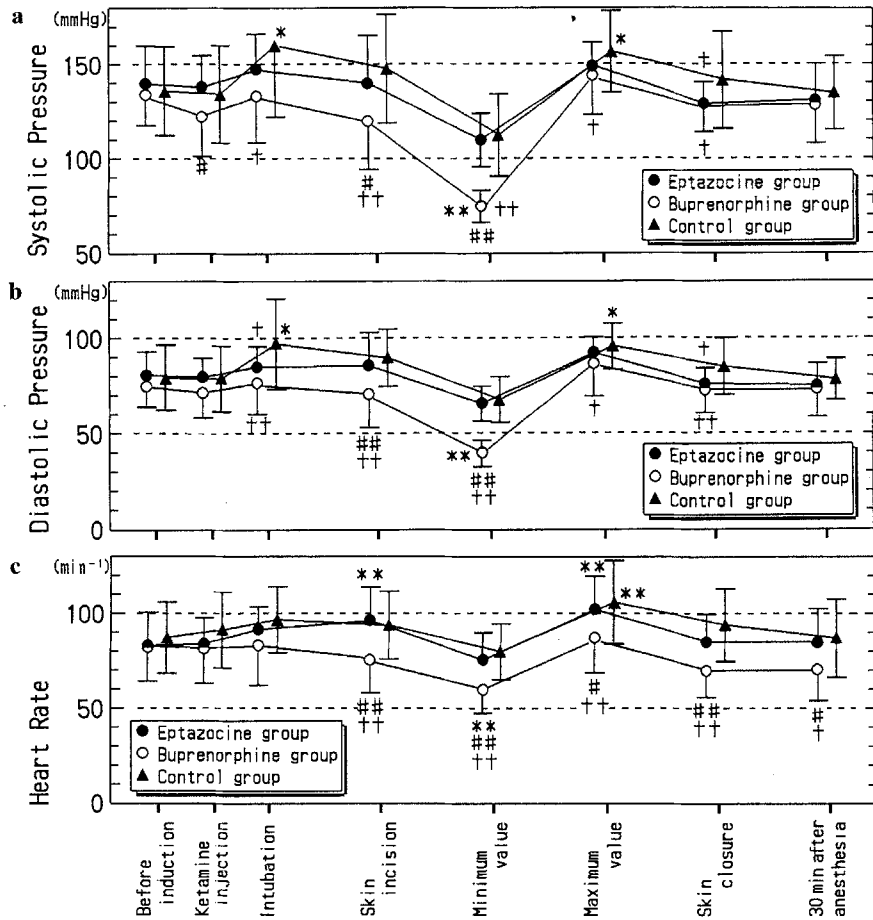 a (mmHg)
Systolic Pressure
150
100
50
*
*
†
#
†
#
††
** ††
##
†
†
Eptazocine group
Buprenorphine group
Control group
b (mmHg)
Diastolic Pressure
100
50
0
†
*
*
†
††
##
††
**
##
††
†
††
Eptazocine group
Buprenorphine group
Control group
c (min⁻¹)
Heart Rate
100
50
0
**
**
**
##
††
**
##
††
#
††
##
††
#
†
Eptazocine group
Buprenorphine group
Control group
Before
induction
Ketamine
injection
Intubation
Skin
incision
Minimum
value
Maximum
value
Skin
closure
30 min after
anesthesia